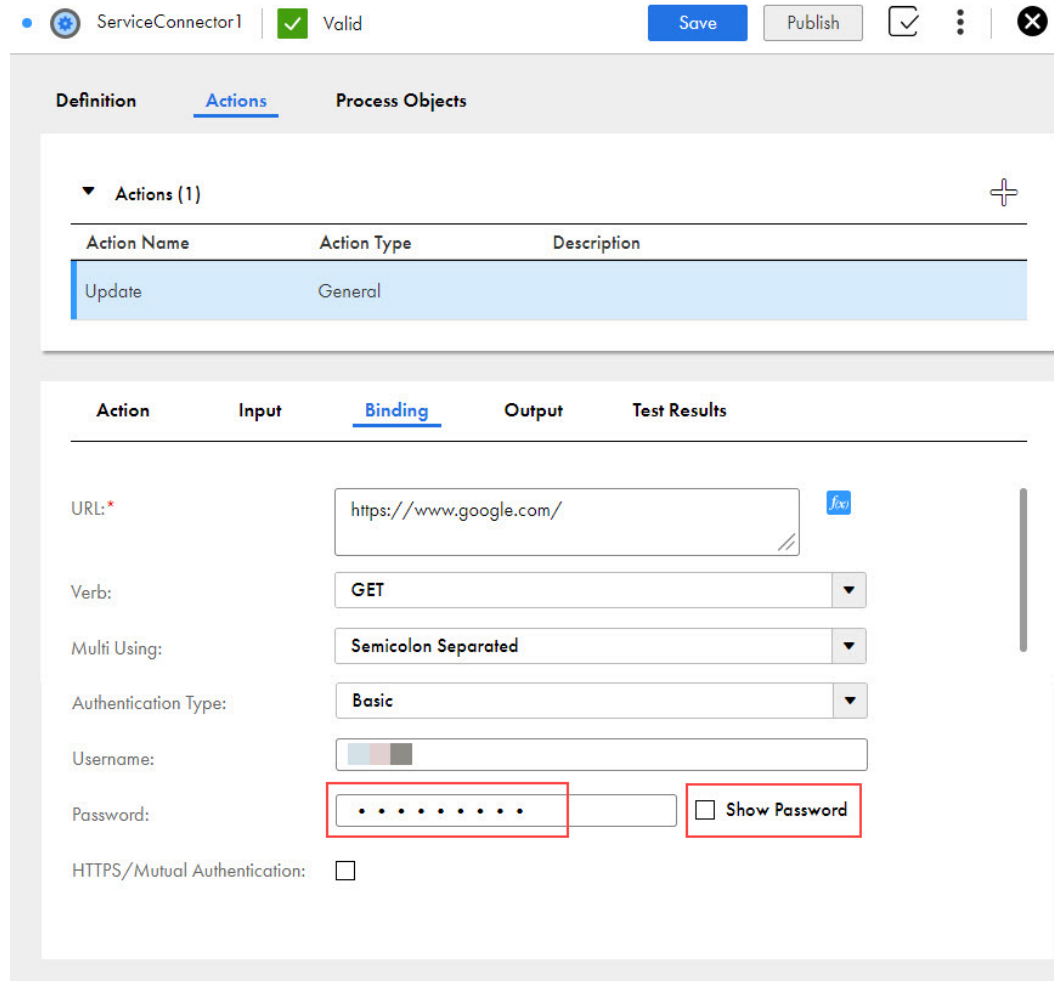 ServiceConnector1 Valid Save Publish
Definition Actions Process Objects
Actions (1)
Action Name Action Type Description
Update General
Action Input Binding Output Test Results
URL:* https://www.google.com/ f(x)
Verb: GET
Multi Using: Semicolon Separated
Authentication Type: Basic
Username:
Password: • • • • • • • • • Show Password
HTTPS/Mutual Authentication: